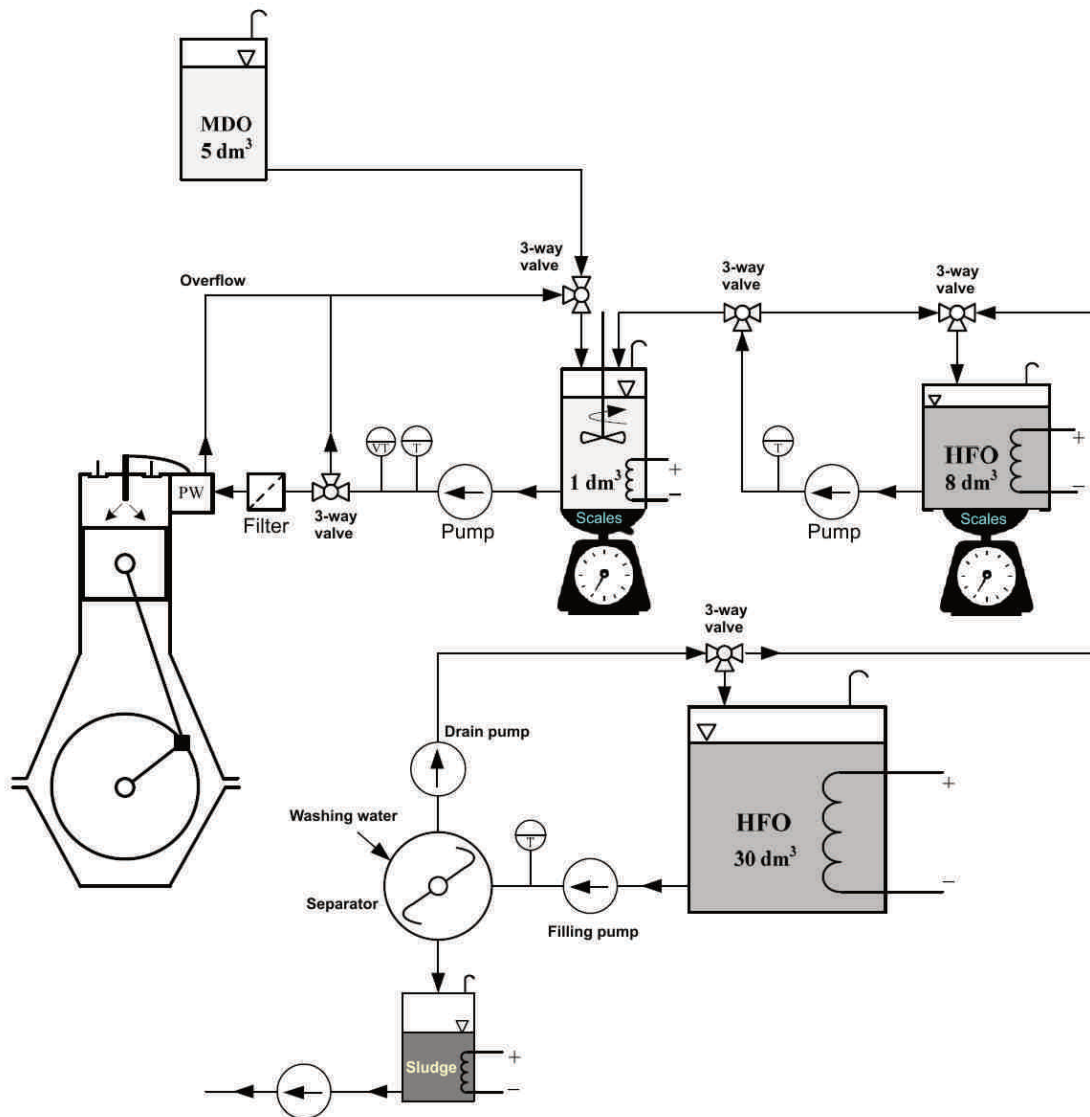 MDO
5 dm³
3-way
valve
Overflow
3-way
valve
3-way
valve
VT
T
T
PW
1 dm³
+
−
HFO
8 dm³
+
−
Filter
3-way
valve
Pump
Scales
Pump
Scales
3-way
valve
Drain pump
Washing water
T
HFO
30 dm³
+
−
Separator
Filling pump
Sludge
+
−